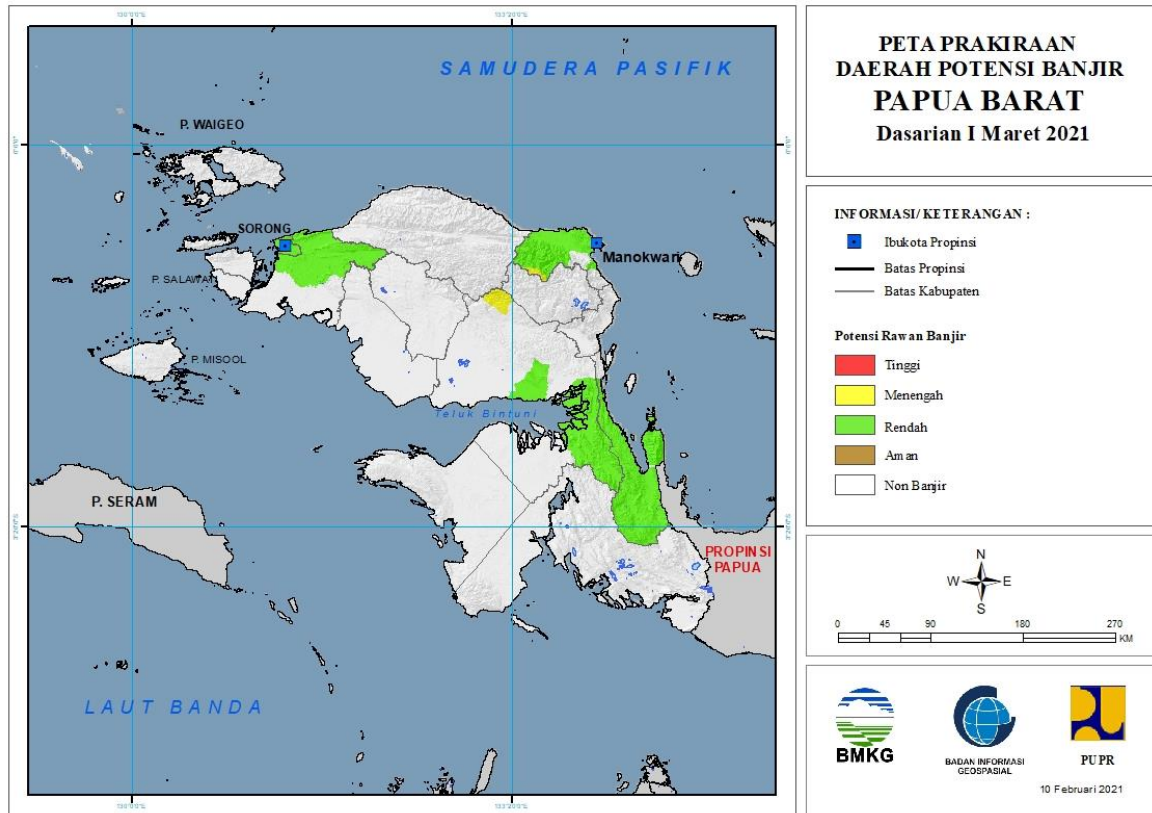 PETA PRAKIRAAN
DAERAH POTENSI BANJIR
PAPUA BARAT
Dasarian I Maret 2021
INFORMASI/ KETERANGAN :
Ibukota Propinsi
Batas Propinsi
Batas Kabupaten
Potensi Rawan Banjir
Tinggi
Menengah
Rendah
Aman
Non Banjir
N
W E
S
0 45 90 180 270
KM
BMKG
BADAN INFORMASI
GEOSPASIAL
PUPR
10 Februari 2021
SAMUDERA PASIFIK
P. WAIGEO
SORONG
Manokwari
P. SALAWATI
P. MISOOL
Teluk Bintuni
P. SERAM
PROPINSI
PAPUA
LAUT BANDA